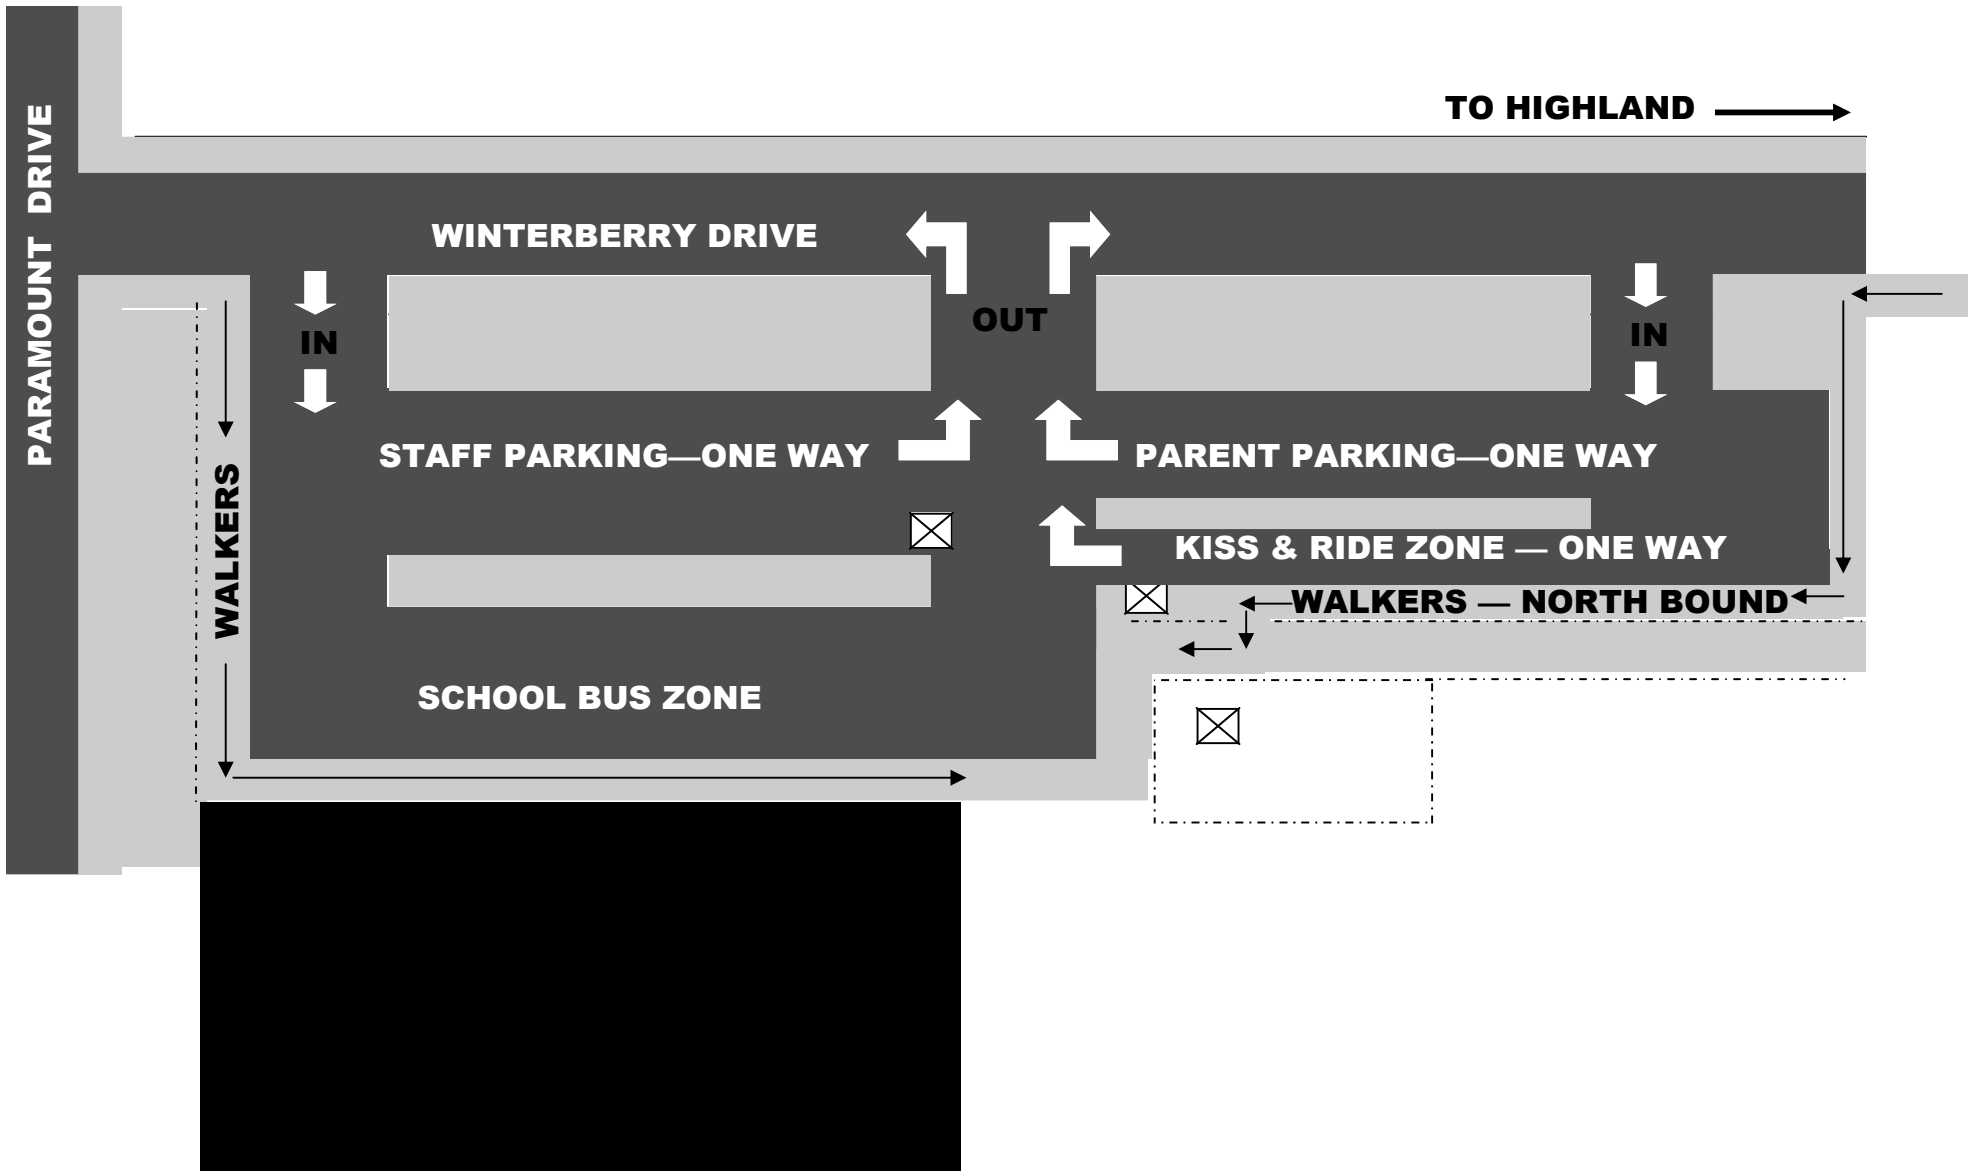 TO HIGHLAND
PARAMOUNT DRIVE
WINTERBERRY DRIVE
OUT
IN
IN
STAFF PARKING—ONE WAY
PARENT PARKING—ONE WAY
KISS & RIDE ZONE — ONE WAY
WALKERS
WALKERS — NORTH BOUND
SCHOOL BUS ZONE